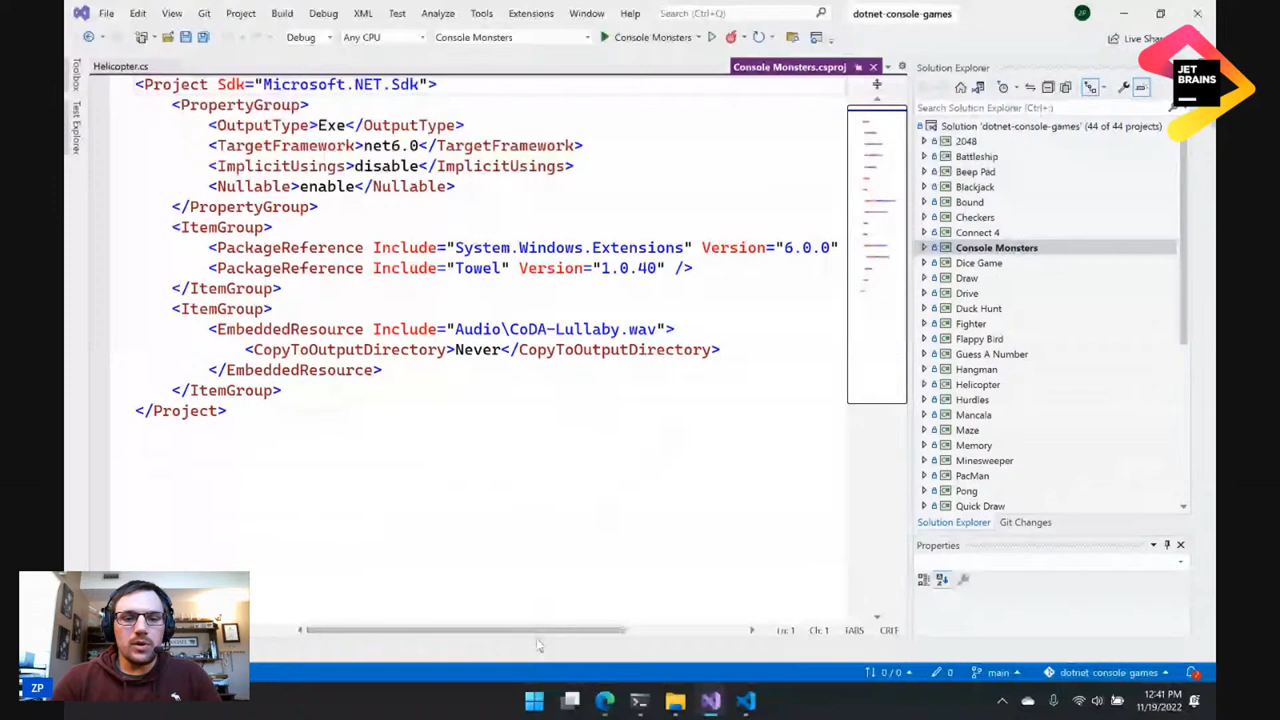 File Edit View Git Project Build Debug XML Test Analyze Tools Extensions Window Help Search (Ctrl+Q) dotnet-console-games ZP
Debug Any CPU Console Monsters Console Monsters Live Share
JET
BRAINS
Toolbox
Test Explorer
Helicopter.cs Console Monsters.csproj
<Project Sdk="Microsoft.NET.Sdk">
<PropertyGroup>
<OutputType>Exe</OutputType>
<TargetFramework>net6.0</TargetFramework>
<ImplicitUsings>disable</ImplicitUsings>
<Nullable>enable</Nullable>
</PropertyGroup>
<ItemGroup>
<PackageReference Include="System.Windows.Extensions" Version="6.0.0"
<PackageReference Include="Towel" Version="1.0.40" />
</ItemGroup>
<ItemGroup>
<EmbeddedResource Include="Audio\CoDA-Lullaby.wav">
<CopyToOutputDirectory>Never</CopyToOutputDirectory>
</EmbeddedResource>
</ItemGroup>
</Project>
Solution Explorer
Search Solution Explorer (Ctrl+;)
Solution 'dotnet-console-games' (44 of 44 projects)
2048
Battleship
Beep Pad
Blackjack
Bound
Checkers
Connect 4
Console Monsters
Dice Game
Draw
Drive
Duck Hunt
Fighter
Flappy Bird
Guess A Number
Hangman
Helicopter
Hurdles
Mancala
Maze
Memory
Minesweeper
PacMan
Pong
Quick Draw
Solution Explorer Git Changes
Properties
Ln: 1 Ch: 1 TABS CRLF
0/0 0 main dotnet-console-games
ZP
12:41 PM
11/19/2022